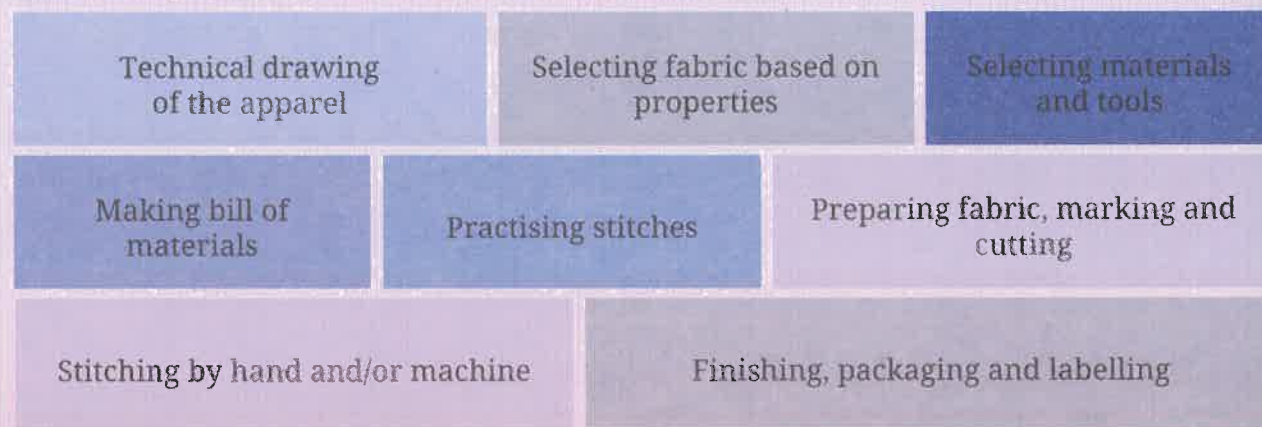 Technical drawing
of the apparel
Selecting fabric based on
properties
Selecting materials
and tools
Making bill of
materials
Practising stitches
Preparing fabric, marking and
cutting
Stitching by hand and/or machine
Finishing, packaging and labelling